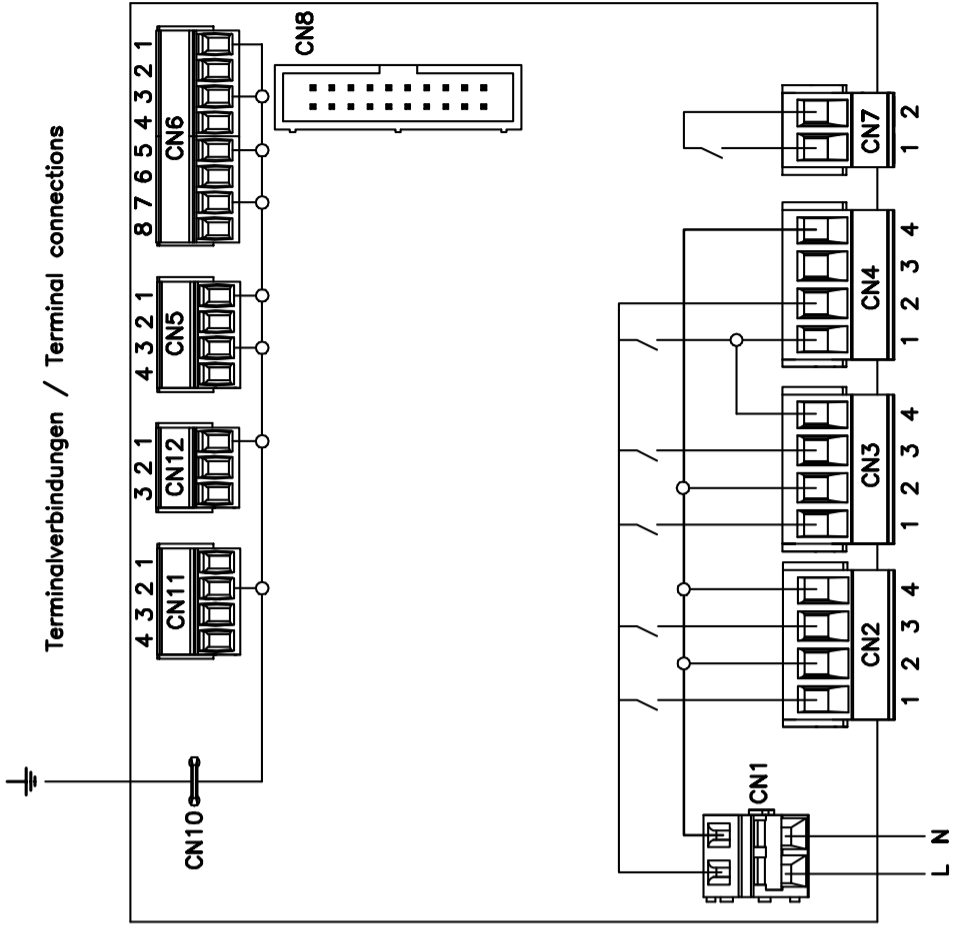 Terminalverbindungen / Terminal connections
8 7 6 5 4 3 2 1
CN6
4 3 2 1
CN5
3 2 1
CN12
4 3 2 1
CN11
CN8
CN10
CN7
1 2
CN4
1 2 3 4
CN3
1 2 3 4
CN2
1 2 3 4
CN1
L N